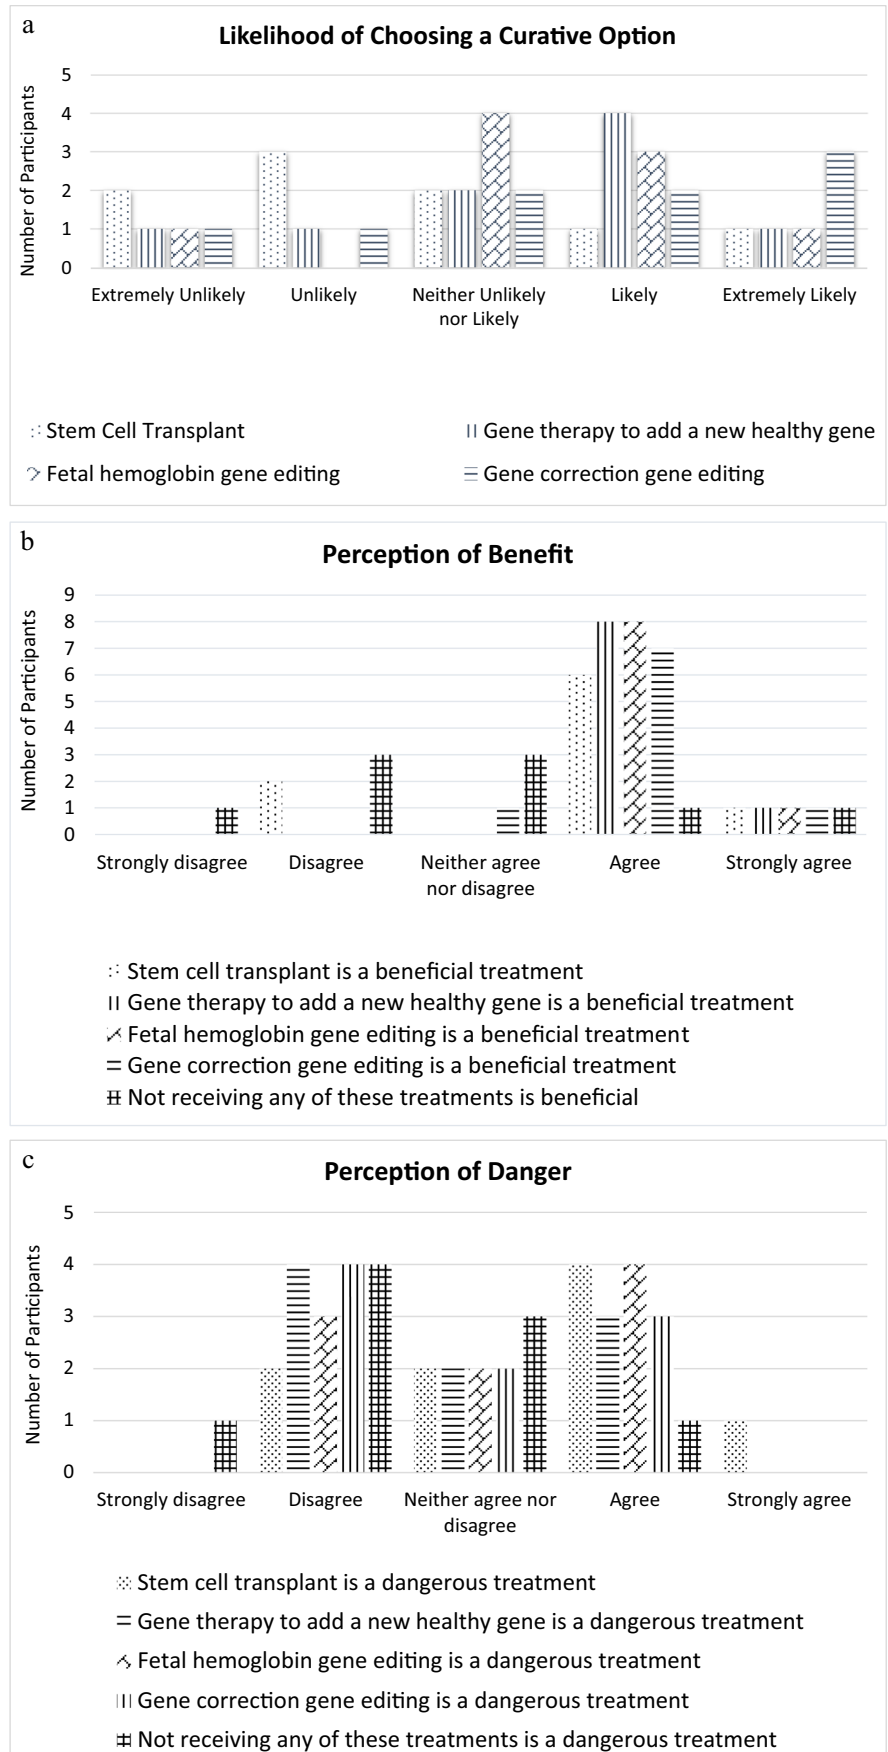 a
Likelihood of Choosing a Curative Option
Number of Participants
5
4
3
2
1
0
Extremely Unlikely
Unlikely
Neither Unlikely
nor Likely
Likely
Extremely Likely
Stem Cell Transplant
Gene therapy to add a new healthy gene
Fetal hemoglobin gene editing
Gene correction gene editing
b
Perception of Benefit
Number of Participants
9
8
7
6
5
4
3
2
1
0
Strongly disagree
Disagree
Neither agree
nor disagree
Agree
Strongly agree
Stem cell transplant is a beneficial treatment
Gene therapy to add a new healthy gene is a beneficial treatment
Fetal hemoglobin gene editing is a beneficial treatment
Gene correction gene editing is a beneficial treatment
Not receiving any of these treatments is beneficial
c
Perception of Danger
Number of Participants
5
4
3
2
1
0
Strongly disagree
Disagree
Neither agree nor
disagree
Agree
Strongly agree
Stem cell transplant is a dangerous treatment
Gene therapy to add a new healthy gene is a dangerous treatment
Fetal hemoglobin gene editing is a dangerous treatment
Gene correction gene editing is a dangerous treatment
Not receiving any of these treatments is a dangerous treatment